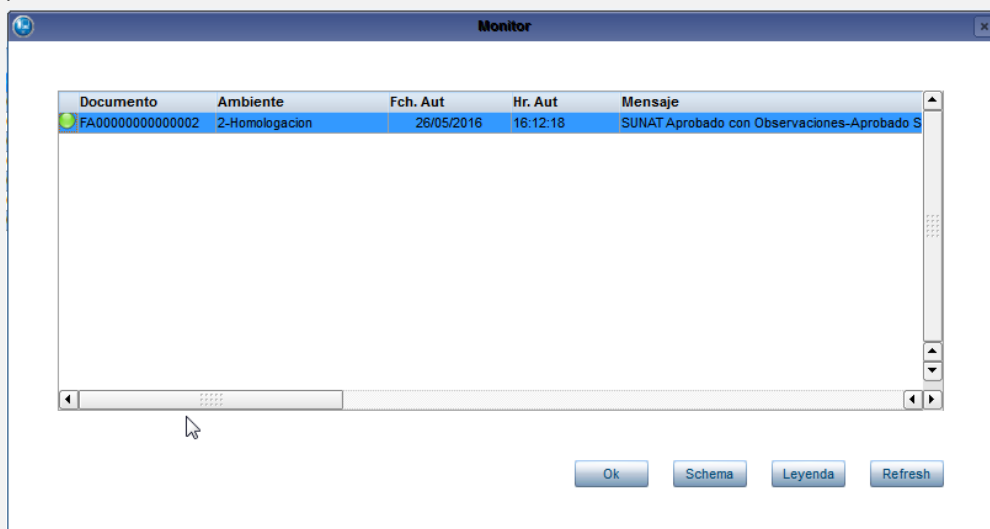 Monitor
Documento Ambiente Fch. Aut Hr. Aut Mensaje
FA00000000000002 2-Homologacion 26/05/2016 16:12:18 SUNAT Aprobado con Observaciones-Aprobado S
Ok Schema Leyenda Refresh